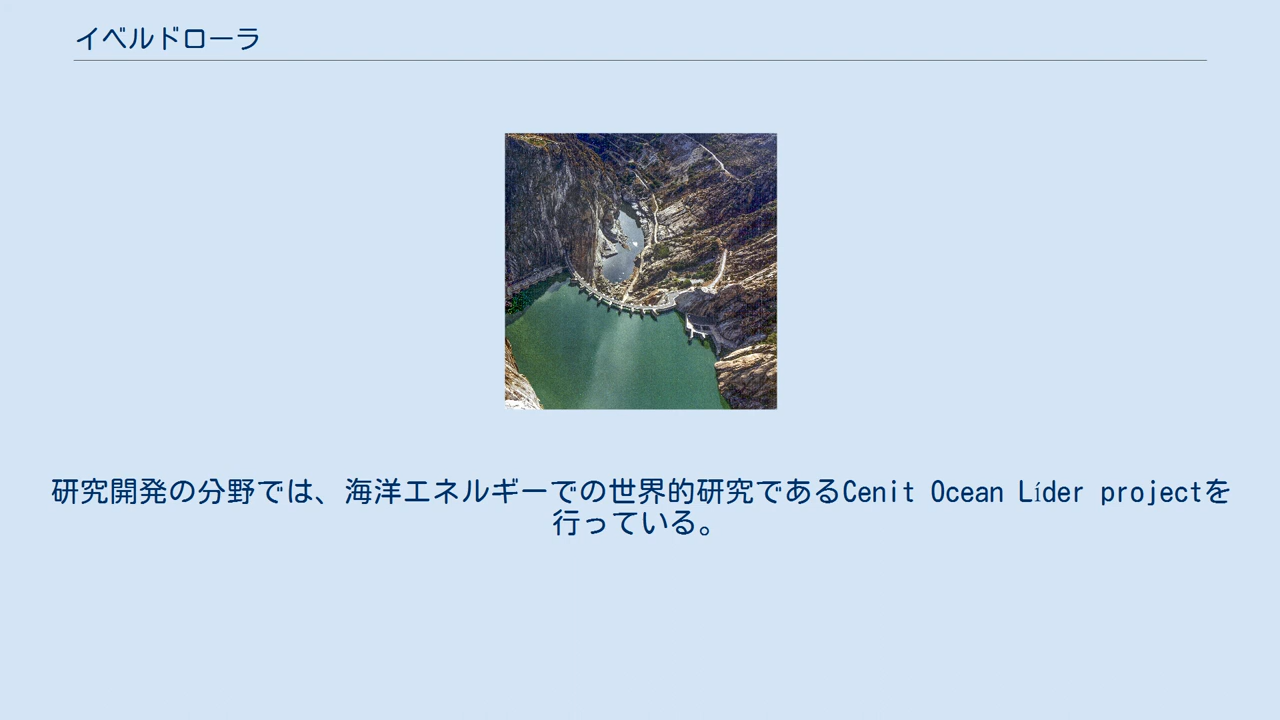 イベルドローラ
研究開発の分野では、海洋エネルギーでの世界的研究であるCenit Ocean Líder projectを
行っている。